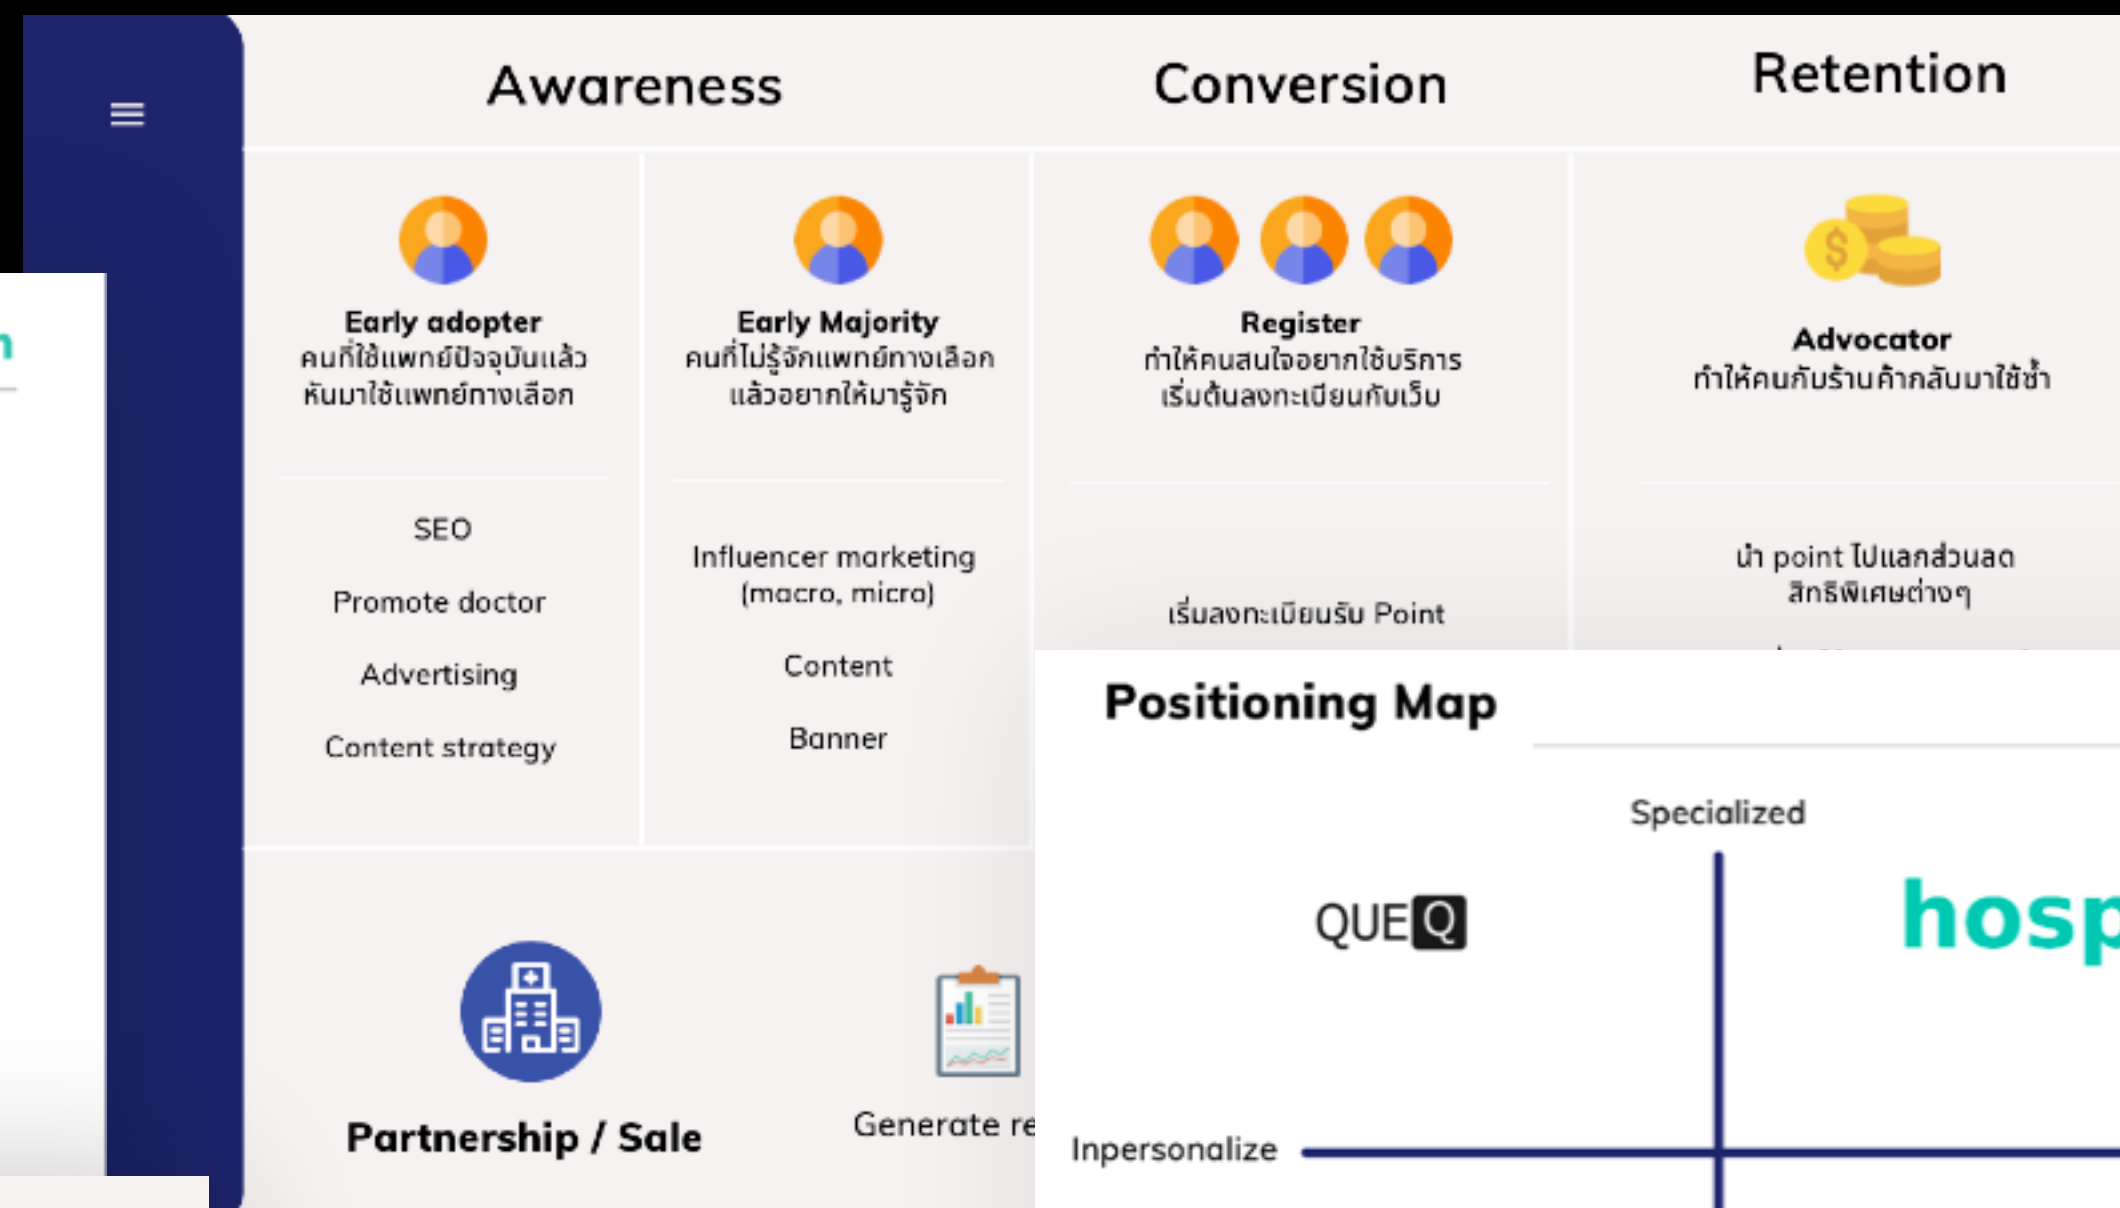 Awareness
Conversion
Retention
Early adopter
คนที่ใช้แพทย์ปัจจุบันแล้ว
หันมาใช้แพทย์ทางเลือก
Early Majority
คนที่ไม่รู้จักแพทย์ทางเลือก
แล้วอยากให้มารู้จัก
Register
ทำให้คนสนใจอยากใช้บริการ
เริ่มต้นลงทะเบียนกับเว็บ
Advocator
ทำให้คนกับร้านค้ากลับมาใช้ซ้ำ
SEO
Promote doctor
Advertising
Content strategy
Influencer marketing
(macro, micro)
Content
Banner
เริ่มลงทะเบียนรับ Point
นำ point ไปแลกส่วนลด
สิทธิพิเศษต่างๆ
Partnership / Sale
Generate re
Positioning Map
Specialized
QUEQ
hosp
Inpersonalize